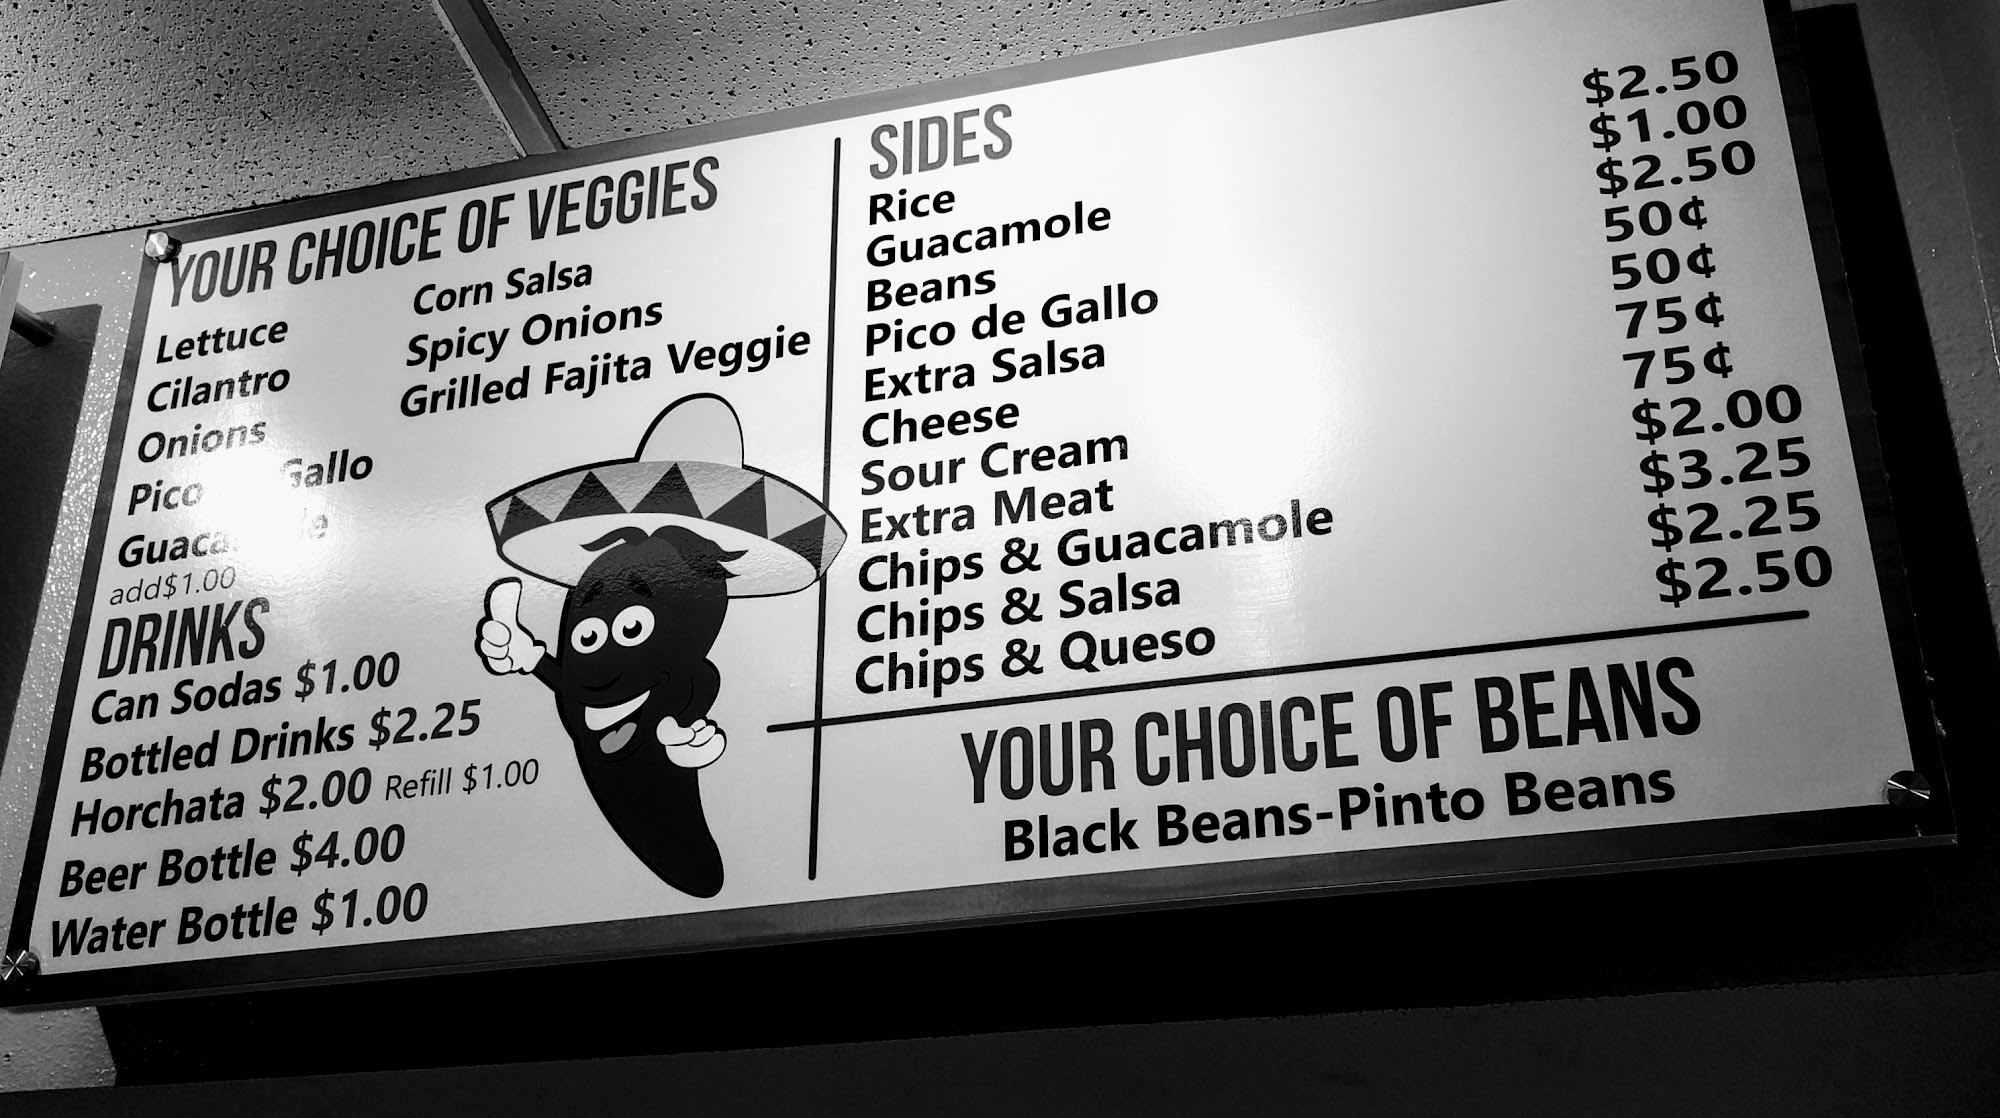 YOUR CHOICE OF VEGGIES
Lettuce
Cilantro
Onions
Pico Gallo
add$1.00
Corn Salsa
Spicy Onions
Grilled Fajita Veggie
DRINKS
Can Sodas $1.00
Bottled Drinks $2.25
Horchata $2.00 Refill $1.00
Beer Bottle $4.00
Water Bottle $1.00
SIDES
Rice $2.50
Guacamole $1.00
Beans $2.50
Pico de Gallo 50¢
Extra Salsa 50¢
Cheese 75¢
Sour Cream 75¢
Extra Meat $2.00
Chips & Guacamole $3.25
Chips & Salsa $2.25
Chips & Queso $2.50
YOUR CHOICE OF BEANS
Black Beans-Pinto Beans